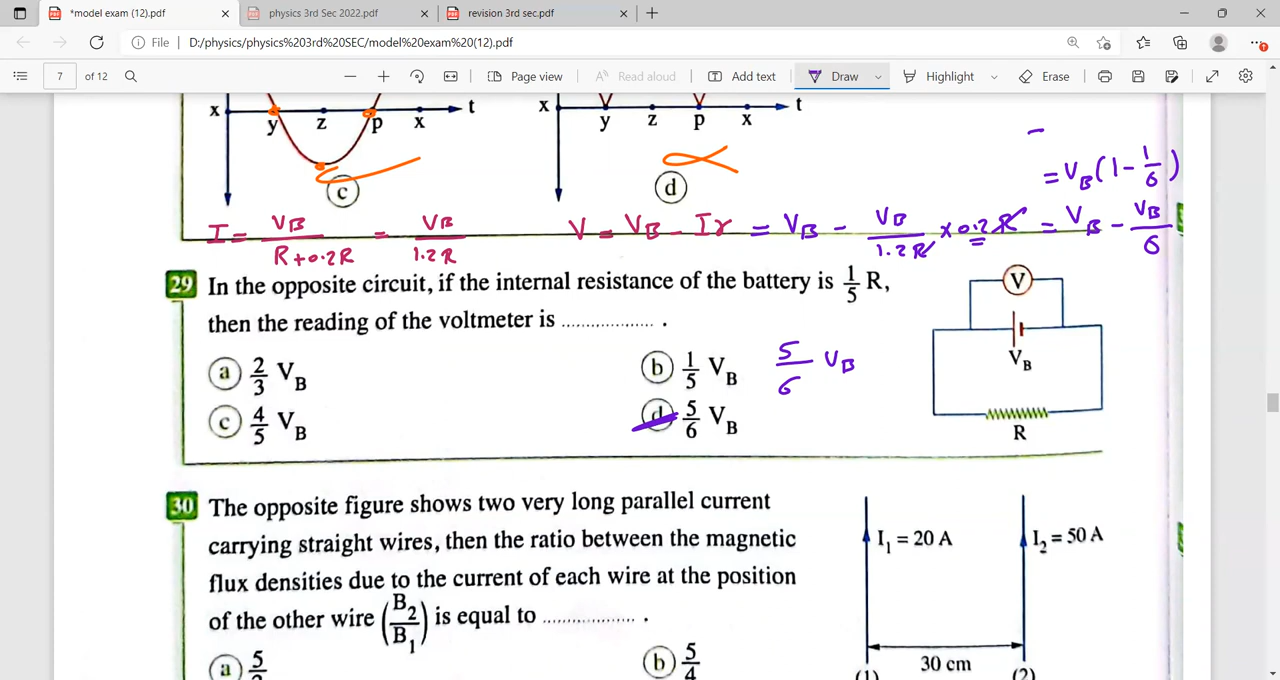 *model exam (12).pdf
physics 3rd Sec 2022.pdf
revision 3rd sec.pdf
File | D:/physics/physics%203rd%20SEC/model%20exam%20(12).pdf
7 of 12
Page view
Read aloud
Add text
Draw
Highlight
Erase
x y z p x t
x y z p x t
c
d
= V_B (1 - 1/6)
I = V_B / (R + 0.2R) = V_B / 1.2R
V = V_B - Ir = V_B - V_B / 1.2R × 0.2R = V_B - V_B / 6
29 In the opposite circuit, if the internal resistance of the battery is 1/5 R,
then the reading of the voltmeter is .................... .
a 2/3 V_B
b 1/5 V_B
5/6 V_B
c 4/5 V_B
d 5/6 V_B
V
V_B
R
30 The opposite figure shows two very long parallel current
carrying straight wires, then the ratio between the magnetic
flux densities due to the current of each wire at the position
of the other wire (B_2/B_1) is equal to .................... .
I_1 = 20 A
I_2 = 50 A
30 cm
(1)
(2)
a 5
b 5/4